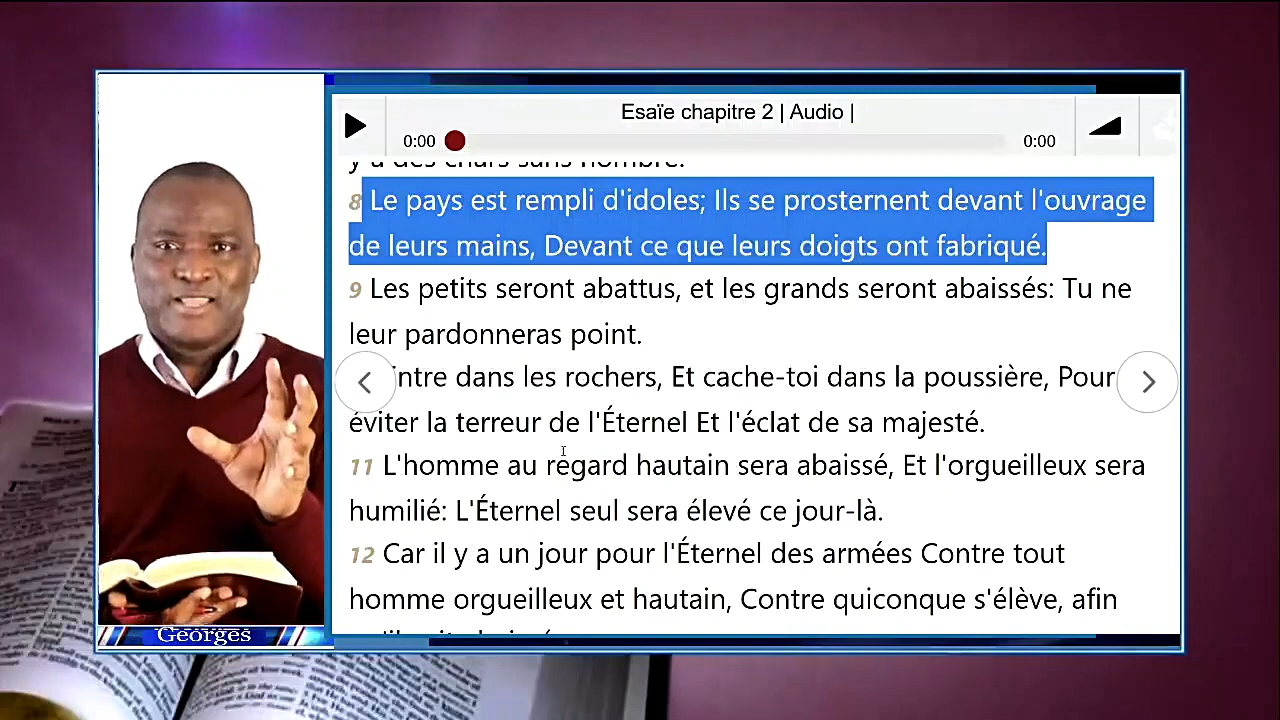 Esaïe chapitre 2 | Audio |
0:00
0:00
y a des chars sans nombre.
8 Le pays est rempli d'idoles; Ils se prosternent devant l'ouvrage
de leurs mains, Devant ce que leurs doigts ont fabriqué.
9 Les petits seront abattus, et les grands seront abaissés: Tu ne
leur pardonneras point.
ntre dans les rochers, Et cache-toi dans la poussière, Pour
éviter la terreur de l'Éternel Et l'éclat de sa majesté.
11 L'homme au regard hautain sera abaissé, Et l'orgueilleux sera
humilié: L'Éternel seul sera élevé ce jour-là.
12 Car il y a un jour pour l'Éternel des armées Contre tout
homme orgueilleux et hautain, Contre quiconque s'élève, afin
Georges